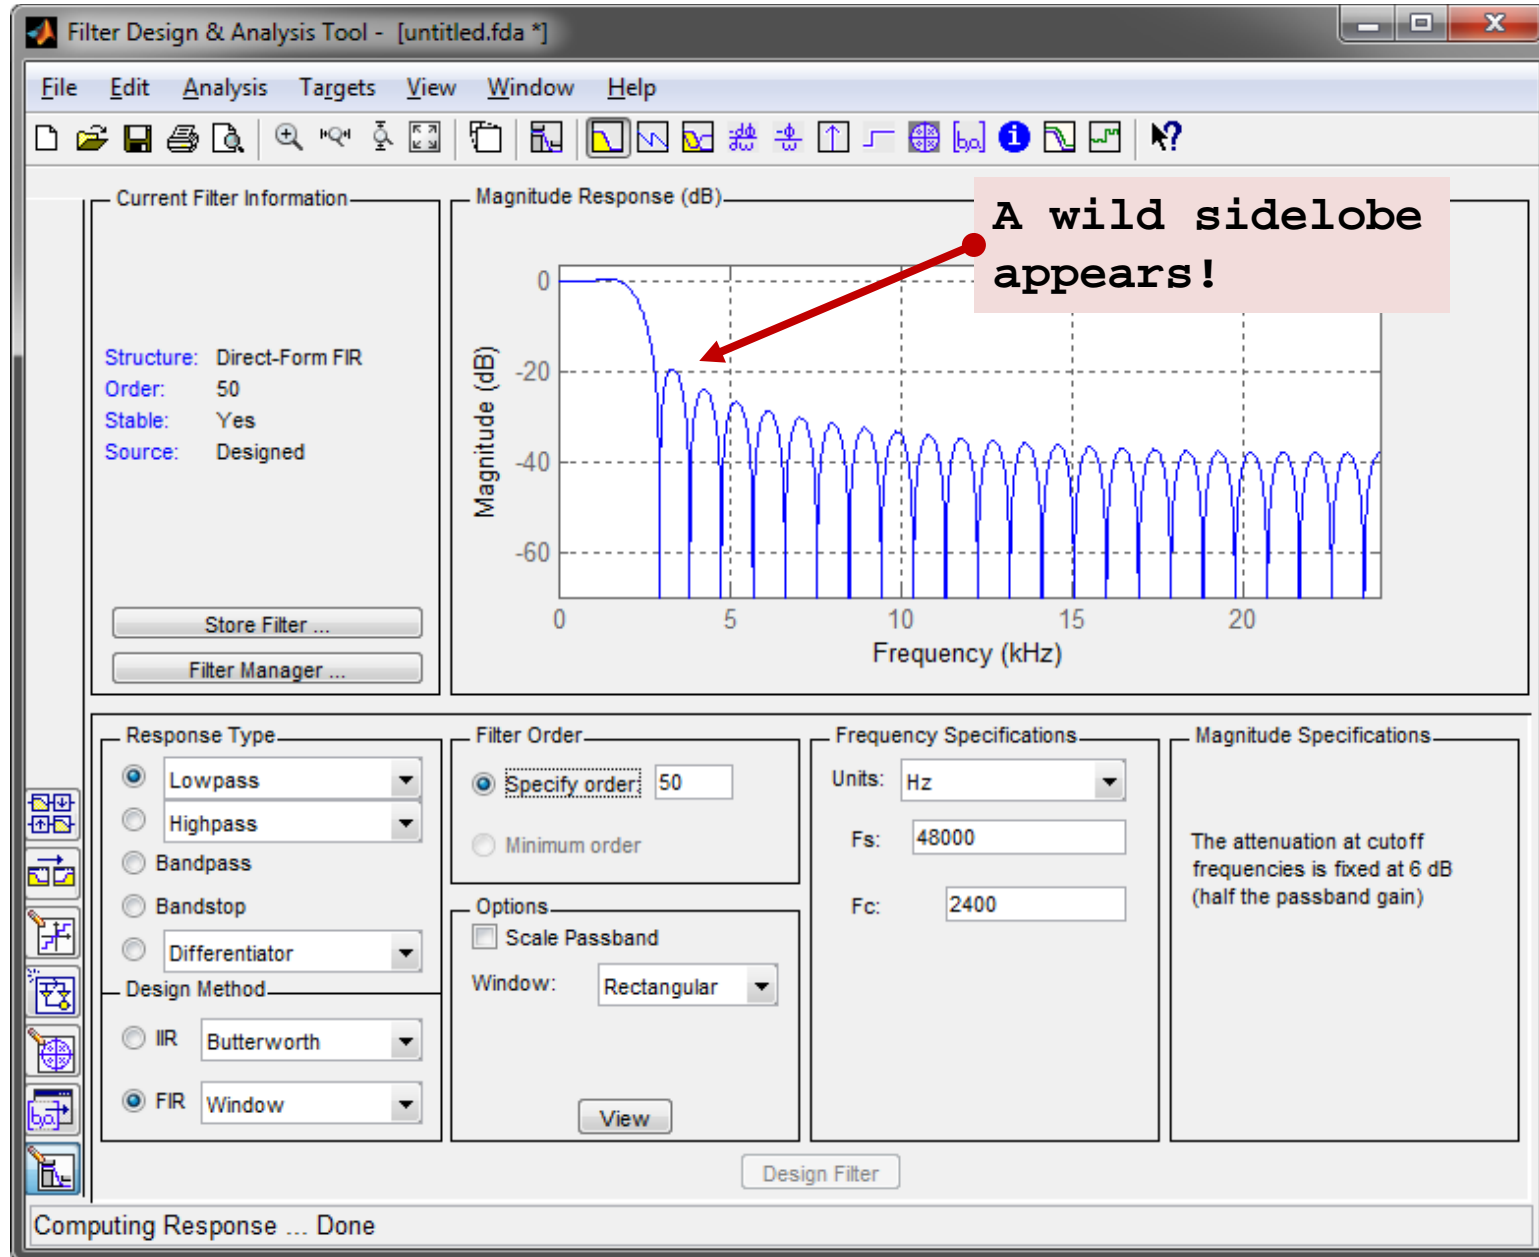 Filter Design & Analysis Tool - [untitled.fda *]
File Edit Analysis Targets View Window Help
Current Filter Information
Structure: Direct-Form FIR
Order: 50
Stable: Yes
Source: Designed
Store Filter ...
Filter Manager ...
Magnitude Response (dB)
A wild sidelobe
appears!
0
-20
-40
-60
Magnitude (dB)
0 5 10 15 20
Frequency (kHz)
Response Type
Lowpass
Highpass
Bandpass
Bandstop
Differentiator
Design Method
IIR Butterworth
FIR Window
Filter Order
Specify order: 50
Minimum order
Options
Scale Passband
Window: Rectangular
View
Frequency Specifications
Units: Hz
Fs: 48000
Fc: 2400
Magnitude Specifications
The attenuation at cutoff
frequencies is fixed at 6 dB
(half the passband gain)
Design Filter
Computing Response ... Done